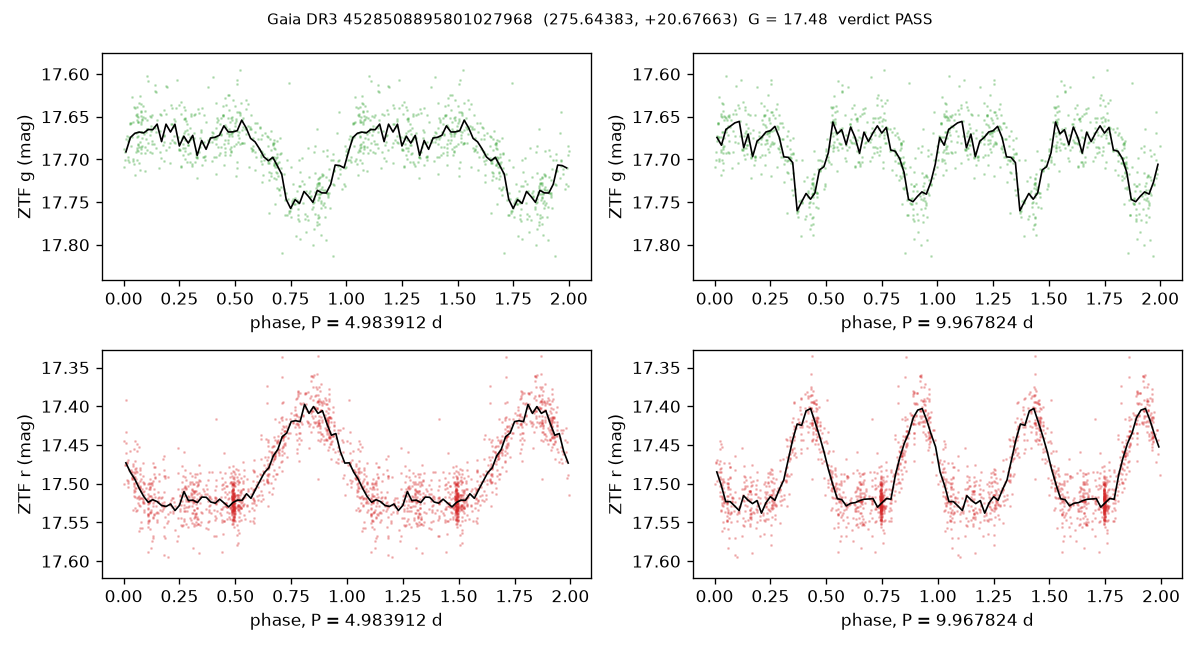 Gaia DR3 4528508895801027968 (275.64383, +20.67663) G = 17.48 verdict PASS
ZTF g (mag)
17.60
17.65
17.70
17.75
17.80
0.00 0.25 0.50 0.75 1.00 1.25 1.50 1.75 2.00
phase, P = 4.983912 d
ZTF g (mag)
17.60
17.65
17.70
17.75
17.80
0.00 0.25 0.50 0.75 1.00 1.25 1.50 1.75 2.00
phase, P = 9.967824 d
ZTF r (mag)
17.35
17.40
17.45
17.50
17.55
17.60
0.00 0.25 0.50 0.75 1.00 1.25 1.50 1.75 2.00
phase, P = 4.983912 d
ZTF r (mag)
17.35
17.40
17.45
17.50
17.55
17.60
0.00 0.25 0.50 0.75 1.00 1.25 1.50 1.75 2.00
phase, P = 9.967824 d